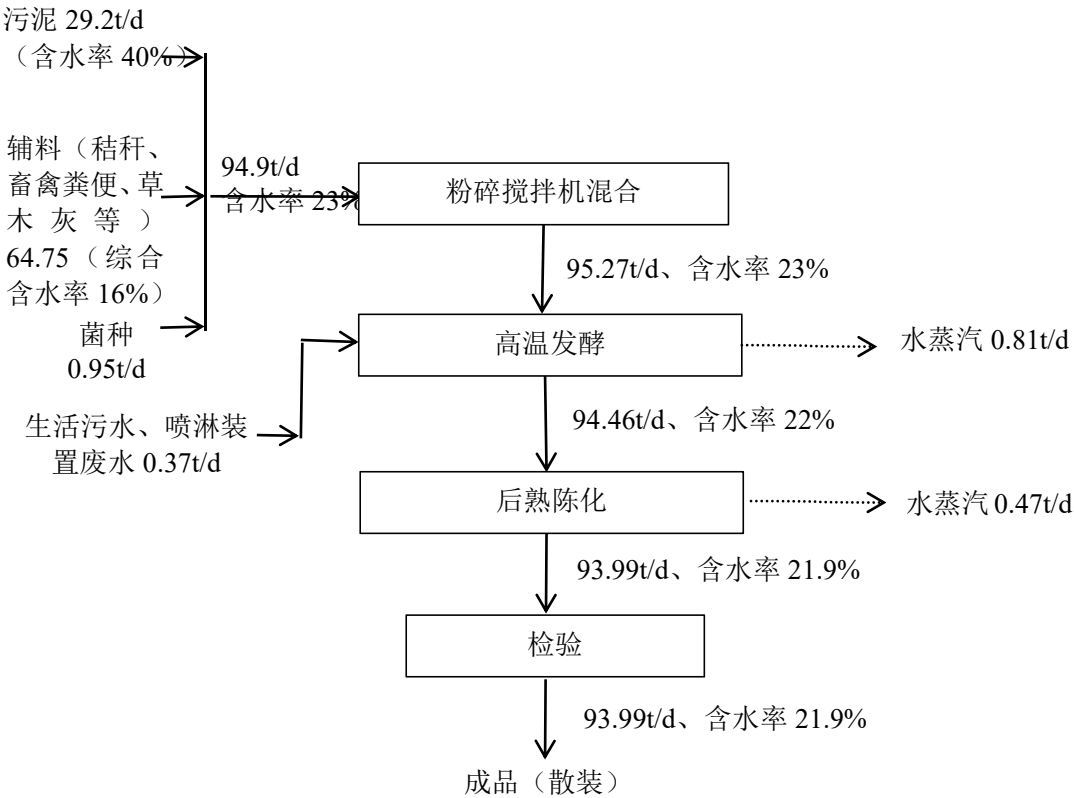 污泥 29.2t/d
（含水率 40%）
辅料（秸秆、
畜禽粪便、草
木灰等）
64.75（综合
含水率 16%）
菌种
0.95t/d
94.9t/d
含水率 23%
粉碎搅拌机混合
95.27t/d、含水率 23%
高温发酵
水蒸汽 0.81t/d
生活污水、喷淋装
置废水 0.37t/d
94.46t/d、含水率 22%
后熟陈化
水蒸汽 0.47t/d
93.99t/d、含水率 21.9%
检验
93.99t/d、含水率 21.9%
成品（散装）